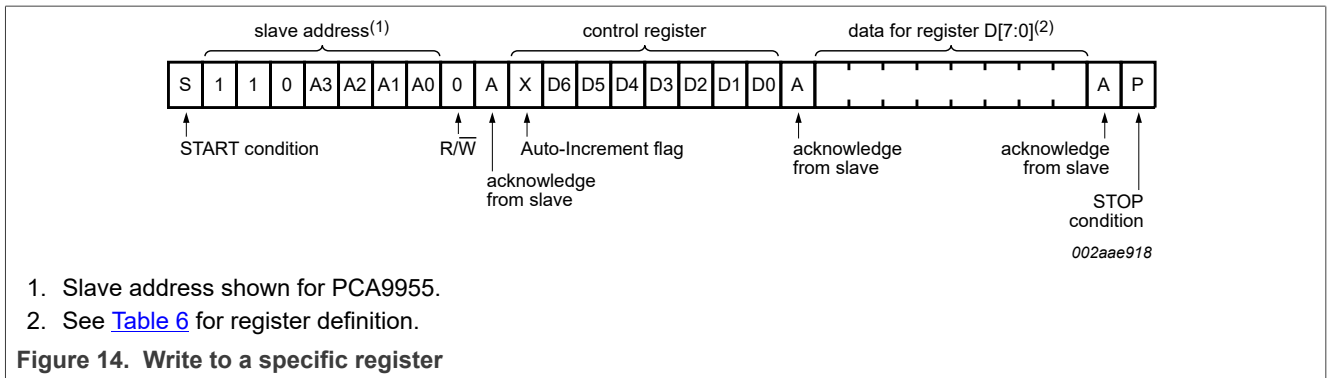 slave address(1) control register data for register D[7:0](2)
S 1 1 0 A3 A2 A1 A0 0 A X D6 D5 D4 D3 D2 D1 D0 A A P
START condition R/W̅ Auto-Increment flag acknowledge acknowledge
from slave from slave
acknowledge
from slave
STOP
condition
002aae918
1. Slave address shown for PCA9955.
2. See Table 6 for register definition.
Figure 14. Write to a specific register